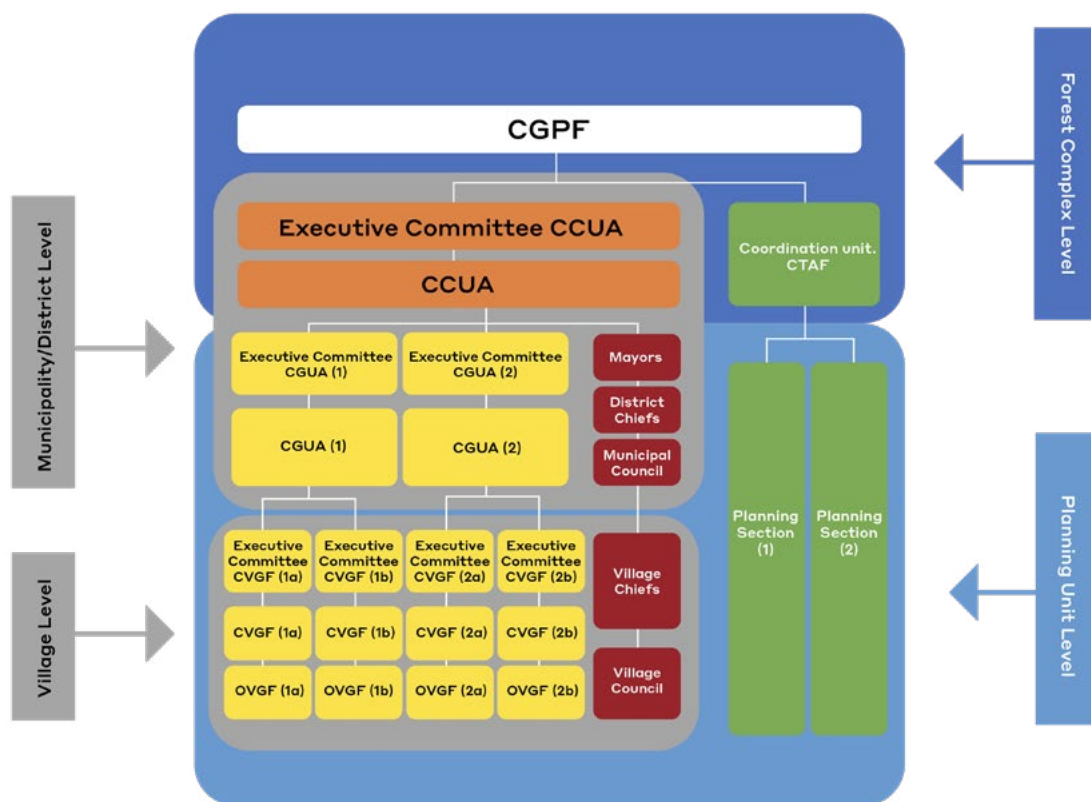 CGPF
Executive Committee CCUA
CCUA
Coordination unit.
CTAF
Executive Committee
CGUA (1)
Executive Committee
CGUA (2)
Mayors
District
Chiefs
Municipal
Council
CGUA (1)
CGUA (2)
Executive
Committee
CVGF (1a)
Executive
Committee
CVGF (1b)
Executive
Committee
CVGF (2a)
Executive
Committee
CVGF (2b)
Village
Chiefs
CVGF (1a)
CVGF (1b)
CVGF (2a)
CVGF (2b)
OVGF (1a)
OVGF (1b)
OVGF (2a)
OVGF (2b)
Village
Council
Planning
Section
(1)
Planning
Section
(2)
Municipality/District Level
Village Level
Forest Complex Level
Planning Unit Level